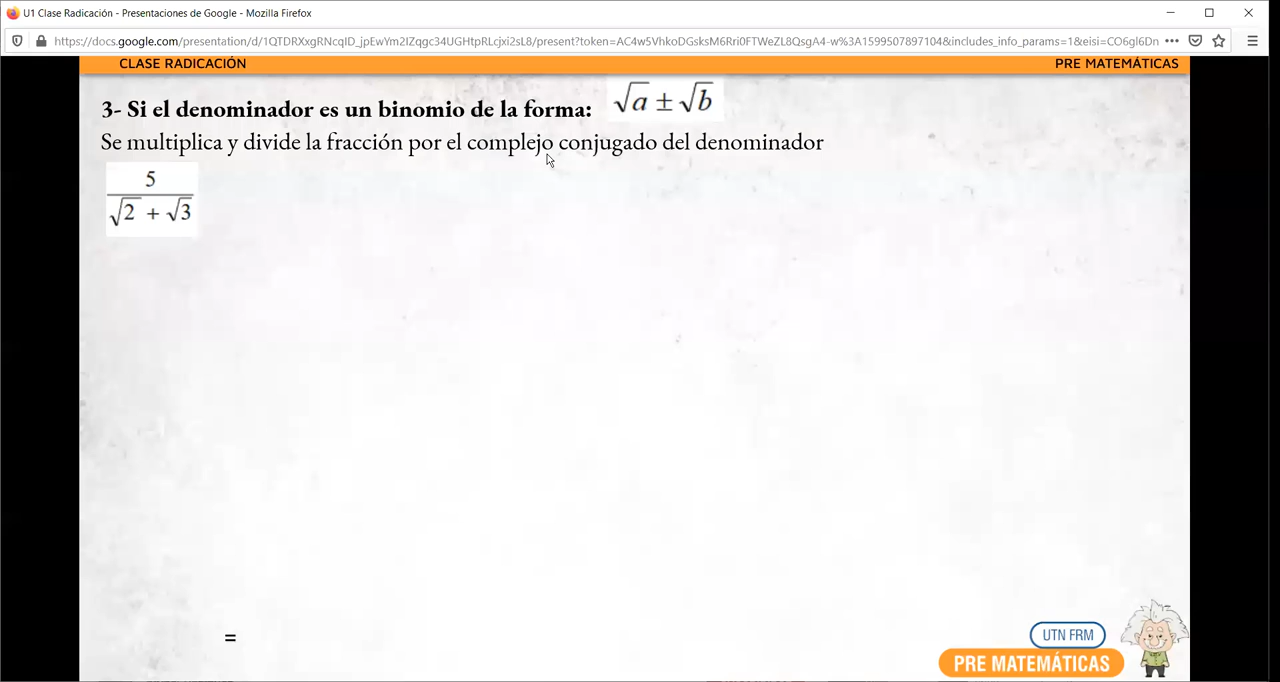 U1 Clase Radicación - Presentaciones de Google - Mozilla Firefox
https://docs.google.com/presentation/d/1QTDRXxgRNcqID_jpEwYm2IZqgc34UGHtpRLcjxi2sL8/present?token=AC4w5VhkoDGsksM6Rri0FTWeZL8QsgA4-w%3A1599507897104&includes_info_params=1&eisi=CO6gI6Dn
CLASE RADICACIÓN PRE MATEMÁTICAS
3- Si el denominador es un binomio de la forma: √a ± √b
Se multiplica y divide la fracción por el complejo conjugado del denominador
5
√2 + √3
=
UTN FRM
PRE MATEMÁTICAS